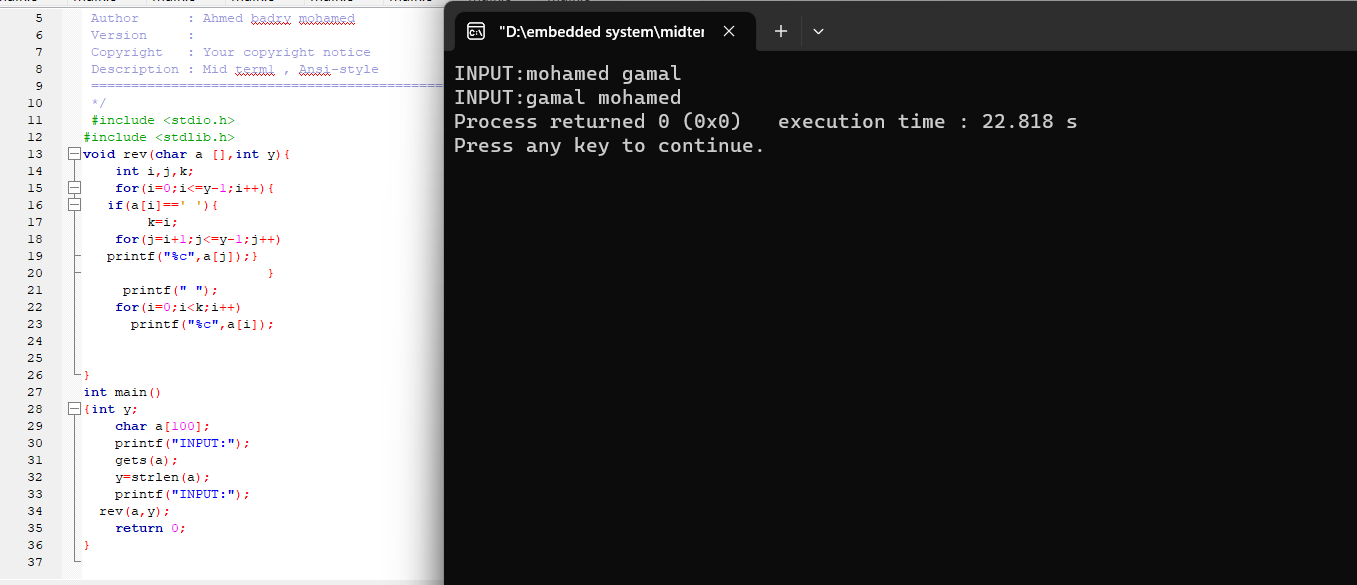 5 Author : Ahmed badry mohamed
6 Version :
7 Copyright : Your copyright notice
8 Description : Mid term1 , Ansi-style
9 =============================================
10 */
11 #include <stdio.h>
12 #include <stdlib.h>
13 void rev(char a [],int y){
14 int i,j,k;
15 for(i=0;i<=y-1;i++){
16 if(a[i]==' '){
17 k=i;
18 for(j=i+1;j<=y-1;j++)
19 printf("%c",a[j]);}
20 }
21 printf(" ");
22 for(i=0;i<k;i++)
23 printf("%c",a[i]);
24
25
26 }
27 int main()
28 {int y;
29 char a[100];
30 printf("INPUT:");
31 gets(a);
32 y=strlen(a);
33 printf("INPUT:");
34 rev(a,y);
35 return 0;
36 }
37
"D:\embedded system\midter
INPUT:mohamed gamal
INPUT:gamal mohamed
Process returned 0 (0x0) execution time : 22.818 s
Press any key to continue.